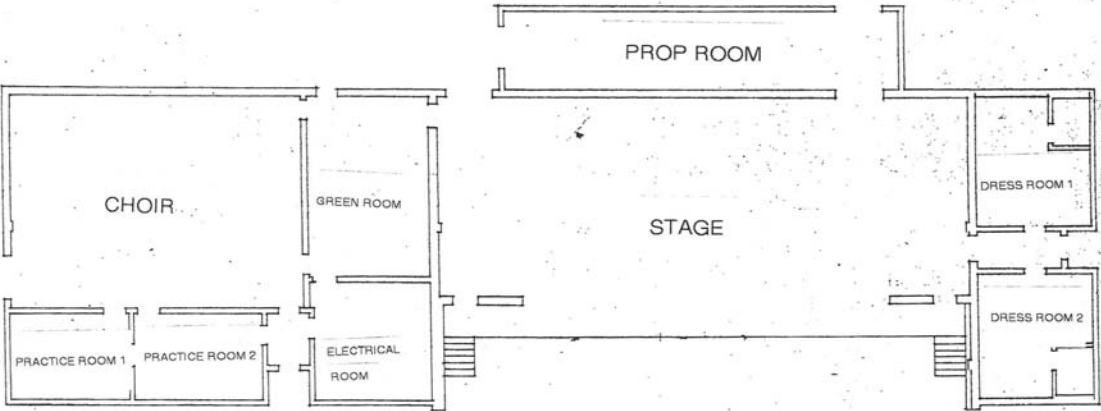 PROP ROOM
CHOIR
GREEN ROOM
STAGE
DRESS ROOM 1
PRACTICE ROOM 1
PRACTICE ROOM 2
ELECTRICAL
ROOM
DRESS ROOM 2